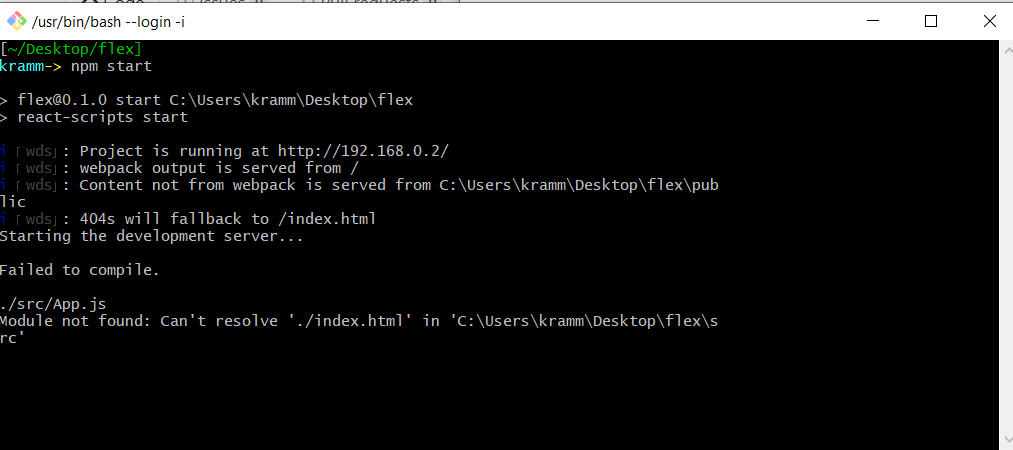 /usr/bin/bash --login -i
[~/Desktop/flex]
kramm-> npm start
> flex@0.1.0 start C:\Users\kramm\Desktop\flex
> react-scripts start
i 「wds」: Project is running at http://192.168.0.2/
i 「wds」: webpack output is served from /
i 「wds」: Content not from webpack is served from C:\Users\kramm\Desktop\flex\pub
lic
i 「wds」: 404s will fallback to /index.html
Starting the development server...
Failed to compile.
./src/App.js
Module not found: Can't resolve './index.html' in 'C:\Users\kramm\Desktop\flex\s
rc'